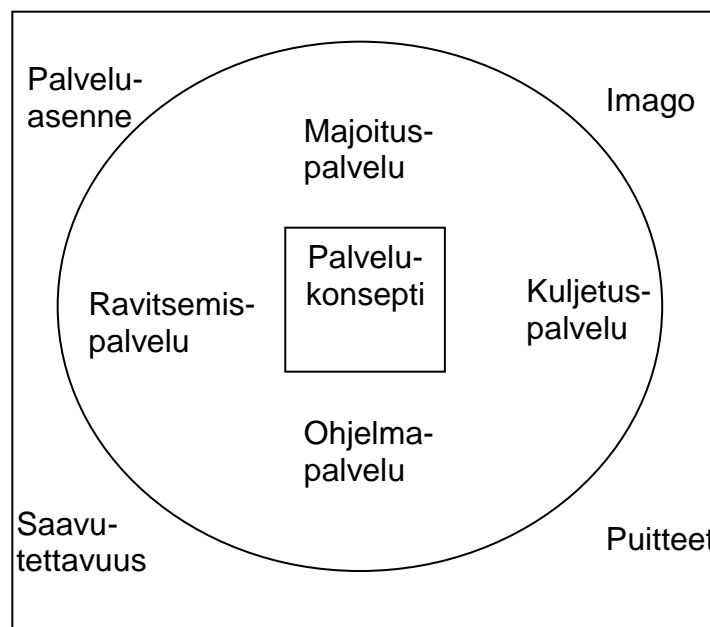 Palvelu-
asenne
Imago
Majoitus-
palvelu
Palvelu-
konsepti
Ravitsemis-
palvelu
Kuljetus-
palvelu
Ohjelma-
palvelu
Saavu-
tettavuus
Puitteet